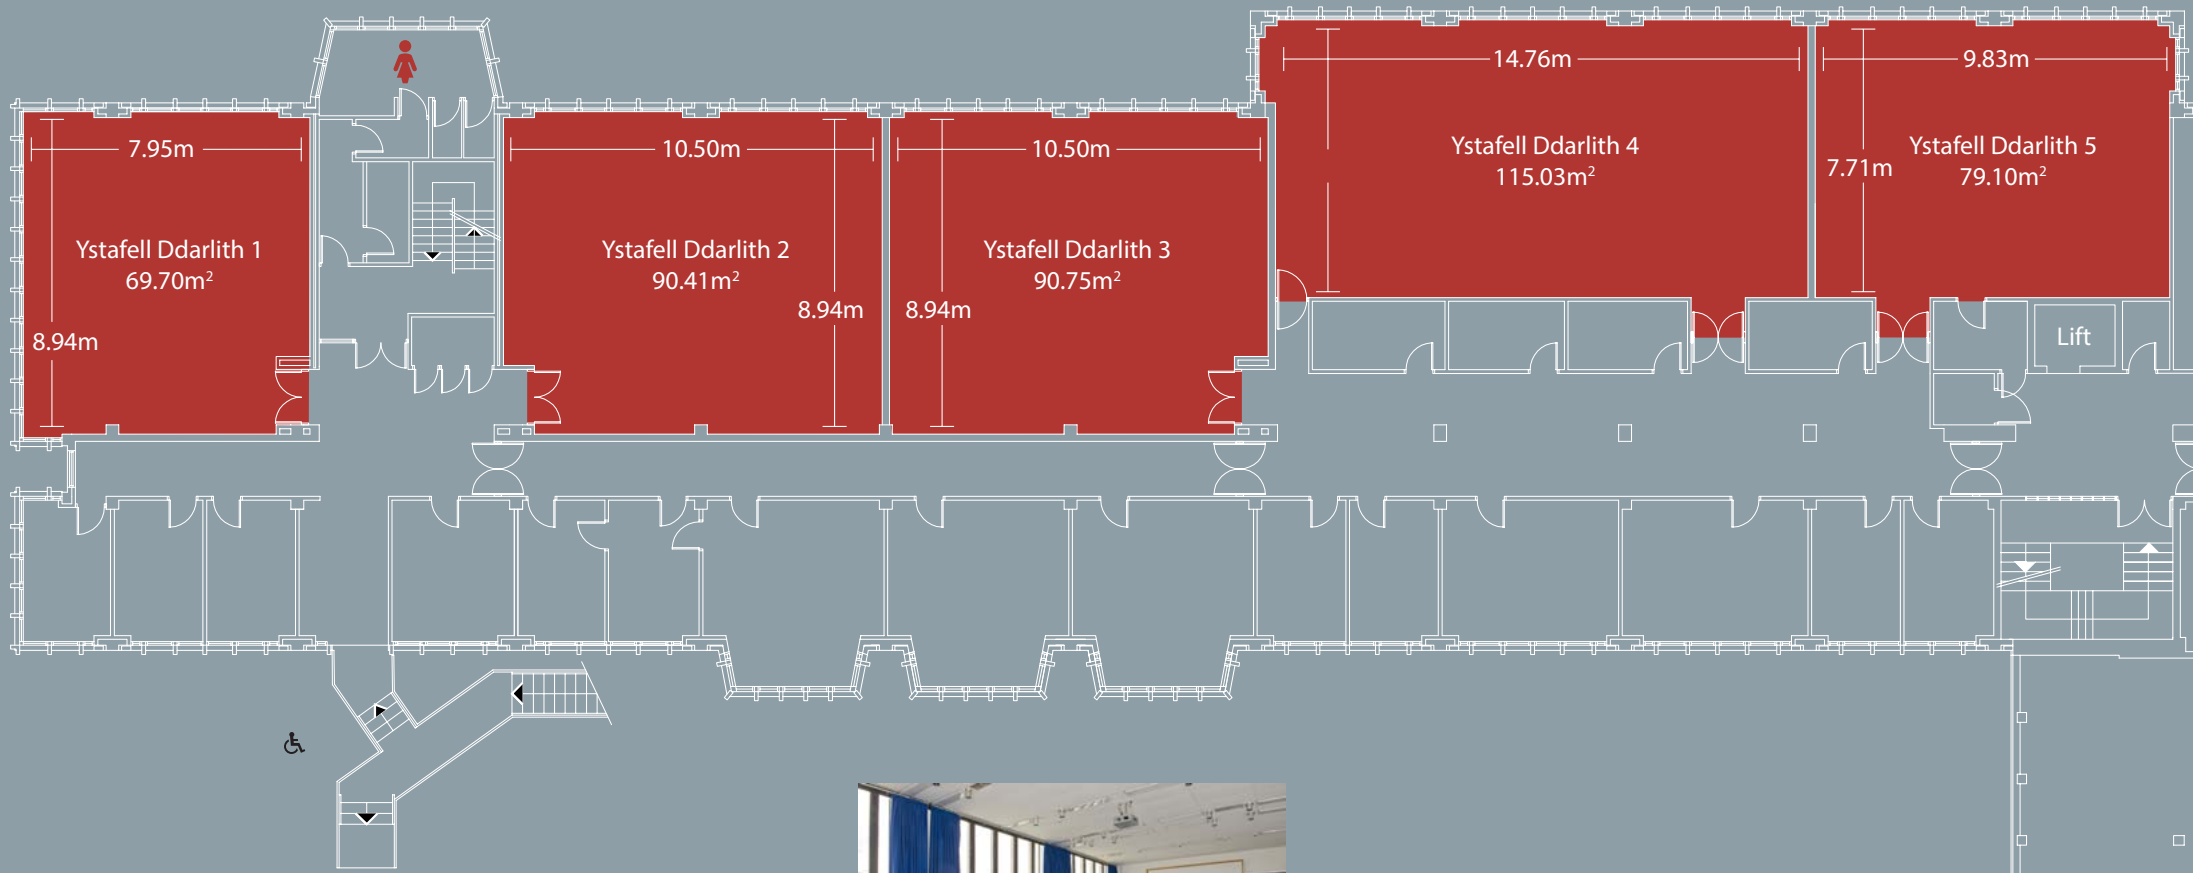 7.95m
Ystafell Ddarlith 1
69.70m²
8.94m
10.50m
Ystafell Ddarlith 2
90.41m²
8.94m
10.50m
Ystafell Ddarlith 3
90.75m²
8.94m
14.76m
Ystafell Ddarlith 4
115.03m²
9.83m
Ystafell Ddarlith 5
79.10m²
7.71m
Lift